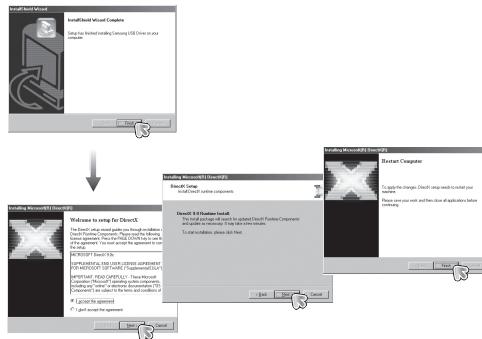 InstallShield Wizard
InstallShield Wizard Complete
Setup has finished installing Samsung USB Driver on your
computer.
Finish
Installing Microsoft(R) DirectX(R)
Welcome to setup for DirectX
The DirectX setup wizard guides you through installation of
DirectX Runtime Components. Please read the following
license agreement. Press the PAGE DOWN key to see the
of the agreement. You must accept the agreement to con
the setup.
MICROSOFT DirectX 9.0c
SUPPLEMENTAL END USER LICENSE AGREEMENT
FOR MICROSOFT SOFTWARE ("Supplemental EULA")
IMPORTANT: READ CAREFULLY - These Microsoft
Corporation ("Microsoft") operating system components,
including any "online" or electronic documentation ("OS
Components") are subject to the terms and conditions of
I accept the agreement
I don't accept the agreement
Next >
Cancel
Installing Microsoft(R) DirectX(R)
DirectX Setup
Install DirectX runtime components
DirectX 9.0 Runtime Install:
This install package will search for updated DirectX Runtime Components
and update as necessary. It may take a few minutes.
To start installation, please click Next.
< Back
Next >
Cancel
Installing Microsoft(R) DirectX(R)
Restart Computer
To apply the changes, DirectX setup needs to restart your
machine.
Please save your work and then close all applications before
continuing.
Finish